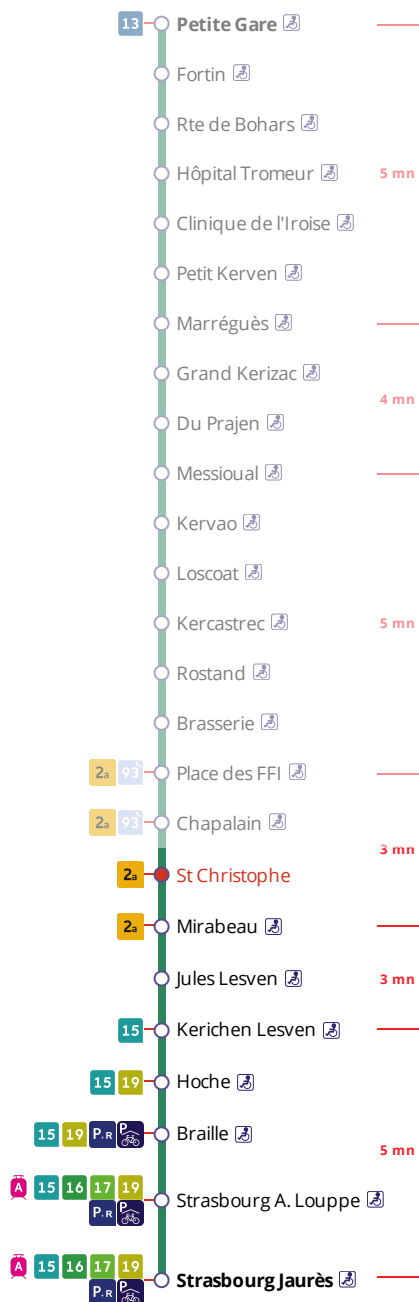 13 Petite Gare
Fortin
Rte de Bohars
Hôpital Tromeur 5 mn
Clinique de l'Iroise
Petit Kerven
Marréguès
Grand Kerizac
4 mn
Du Prajen
Messioual
Kervao
Loscoat
Kercastrec 5 mn
Rostand
Brasserie
2a 93 Place des FFI
2a 93 Chapalain
3 mn
2a St Christophe
2a Mirabeau
Jules Lesven 3 mn
15 Kerichen Lesven
15 19 Hoche
15 19 P+R P Braille
5 mn
A 15 16 17 19
Strasbourg A. Louppe
P+R P
A 15 16 17 19
Strasbourg Jaurès
P+R P